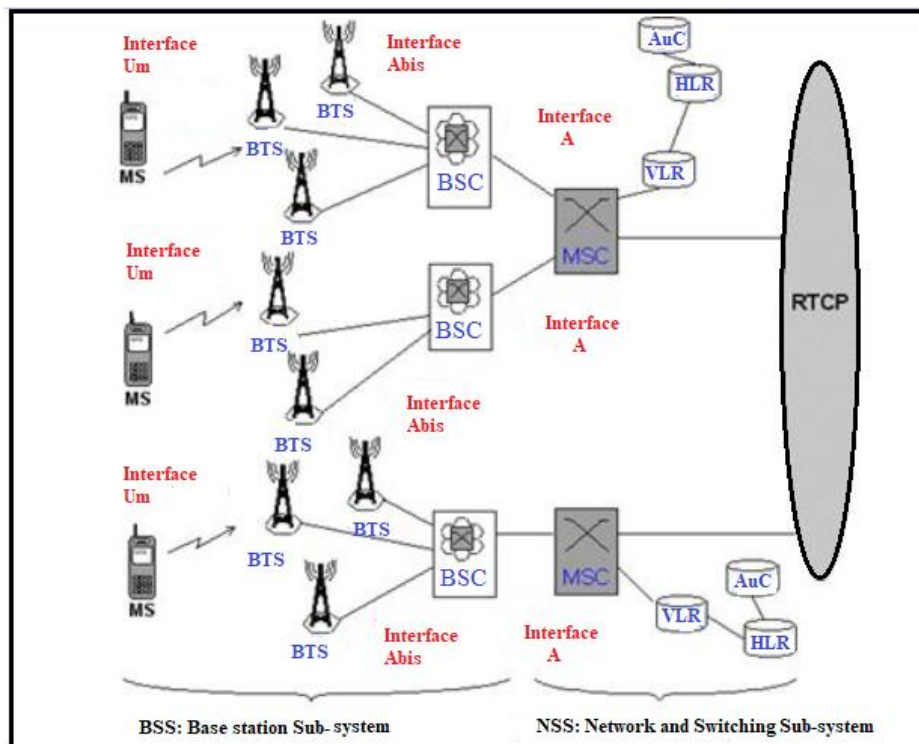 Interface
Um
Interface
Abis
AuC
HLR
BTS
BTS
MS
BSC
Interface
A
VLR
BTS
MSC
Interface
Um
RTCP
BTS
BSC
Interface
A
MS
BTS
Interface
Abis
Interface
Um
BTS
BTS
MS
BSC
MSC
AuC
VLR
HLR
BTS
Interface
Abis
Interface
A
BSS: Base station Sub-system
NSS: Network and Switching Sub-system